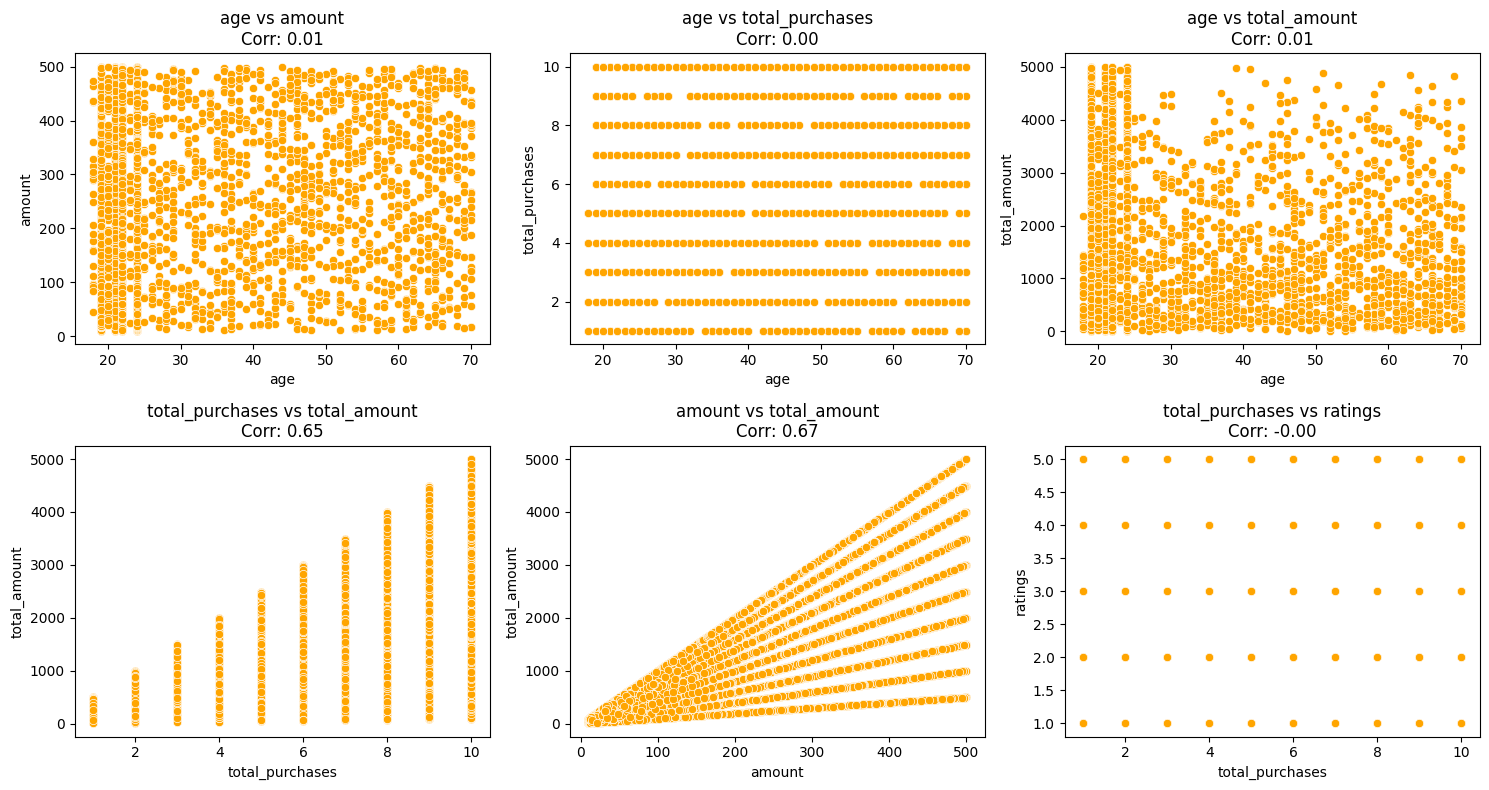 age vs amount
Corr: 0.01
amount
500
400
300
200
100
0
20 30 40 50 60 70
age
age vs total_purchases
Corr: 0.00
total_purchases
10
8
6
4
2
20 30 40 50 60 70
age
age vs total_amount
Corr: 0.01
total_amount
5000
4000
3000
2000
1000
0
20 30 40 50 60 70
age
total_purchases vs total_amount
Corr: 0.65
total_amount
5000
4000
3000
2000
1000
0
2 4 6 8 10
total_purchases
amount vs total_amount
Corr: 0.67
total_amount
5000
4000
3000
2000
1000
0
0 100 200 300 400 500
amount
total_purchases vs ratings
Corr: -0.00
ratings
5.0
4.5
4.0
3.5
3.0
2.5
2.0
1.5
1.0
2 4 6 8 10
total_purchases